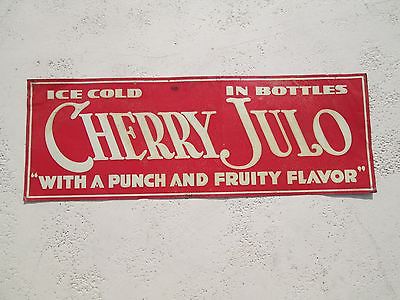 ICE COLD IN BOTTLES
CHERRY JULO
"WITH A PUNCH AND FRUITY FLAVOR"